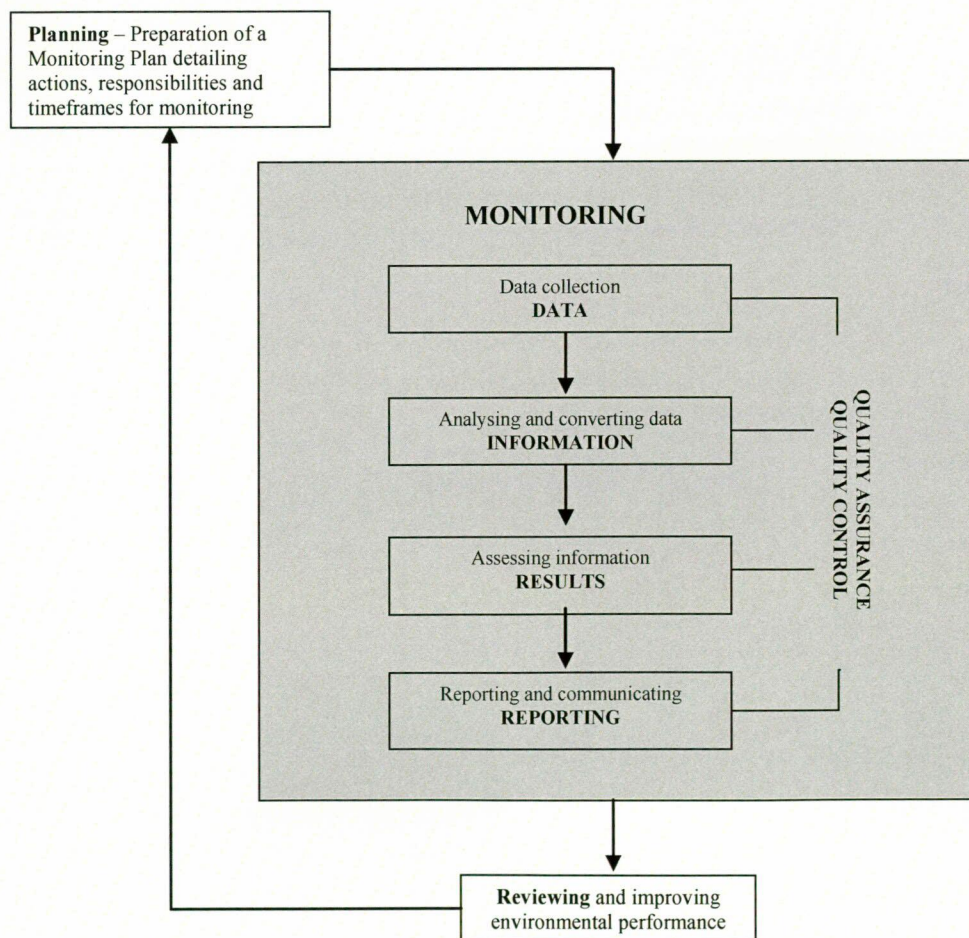 Planning – Preparation of a
Monitoring Plan detailing
actions, responsibilities and
timeframes for monitoring
MONITORING
Data collection
DATA
Analysing and converting data
INFORMATION
Assessing information
RESULTS
Reporting and communicating
REPORTING
QUALITY ASSURANCE
QUALITY CONTROL
Reviewing and improving
environmental performance